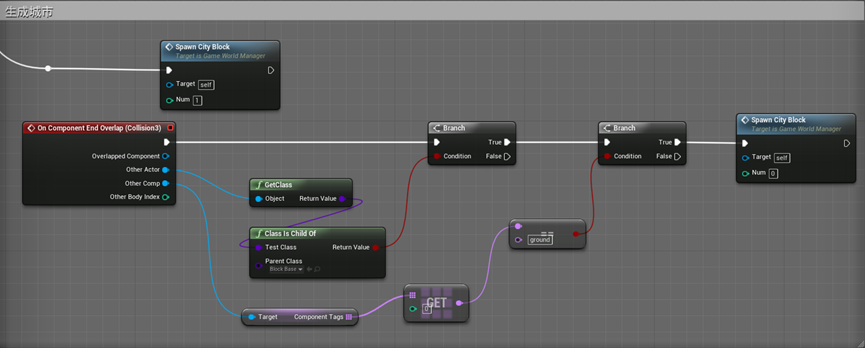 生成城市
Spawn City Block
Target is Game World Manager
Target self
Num 1
On Component End Overlap (Collision3)
Overlapped Component
Other Actor
Other Comp
Other Body Index
GetClass
Object Return Value
Class Is Child Of
Test Class Return Value
Parent Class
Block Base
Target Component Tags
GET
0
==
ground
Branch
True
Condition False
Branch
True
Condition False
Spawn City Block
Target is Game World Manager
Target self
Num 0